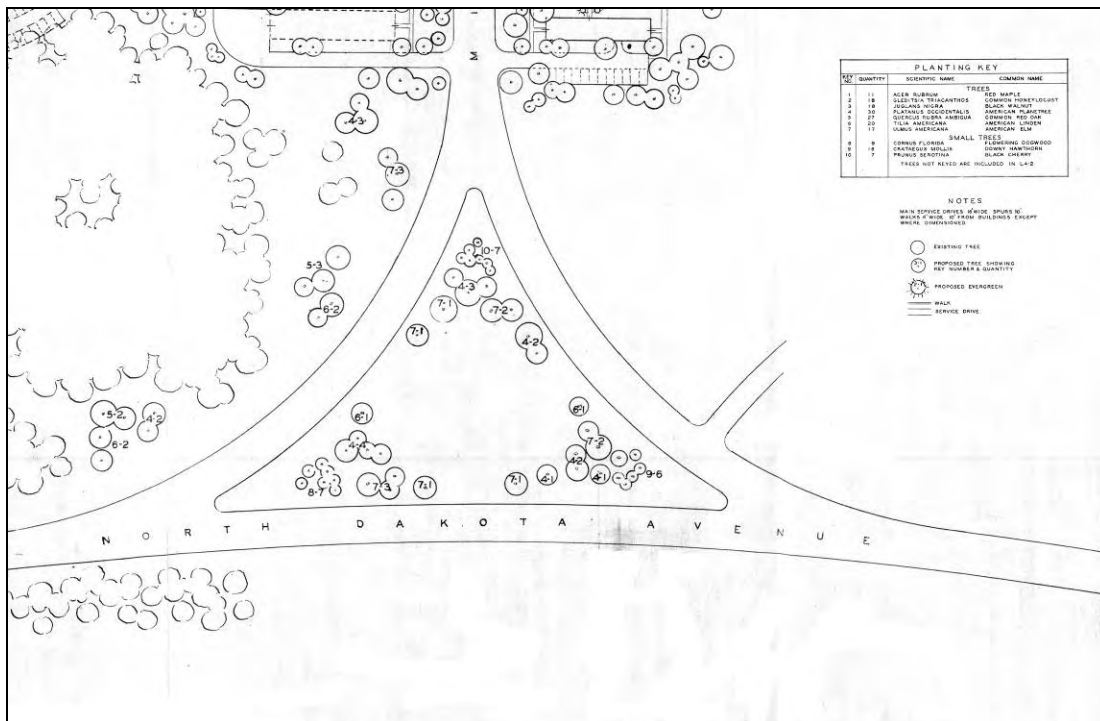 M
PLANTING KEY
KEY NO. QUANTITY SCIENTIFIC NAME COMMON NAME
TREES
1 11 ACER RUBRUM RED MAPLE
2 18 GLEDITSIA TRIACANTHOS COMMON HONEYLOCUST
3 18 JUGLANS NIGRA BLACK WALNUT
4 30 PLATANUS OCCIDENTALIS AMERICAN PLANETREE
5 27 QUERCUS RUBRA AMBIGUA COMMON RED OAK
6 20 TILIA AMERICANA AMERICAN LINDEN
7 17 ULMUS AMERICANA AMERICAN ELM
SMALL TREES
8 9 CORNUS FLORIDA FLOWERING DOGWOOD
9 18 CRATAEGUS MOLLIS DOWNY HAWTHORN
10 7 PRUNUS SEROTINA BLACK CHERRY
TREES NOT KEYED ARE INCLUDED IN L4-2
NOTES
MAIN SERVICE DRIVES 18' WIDE SPURS 10'
WALKS 4' WIDE 10' FROM BUILDINGS EXCEPT
WHERE DIMENSIONED
EXISTING TREE
PROPOSED TREE SHOWING
KEY NUMBER & QUANTITY
PROPOSED EVERGREEN
WALK
SERVICE DRIVE
4-3
7-3
10-7
5-3
4-3
6-2
7-1
7-2
7-1
4-2
5-2
4-2
6-2
6-1
6-1
4-4
7-2
4-2
8-7
7-3
7-1
7-1
4-1
4-1
9-6
NORTH DAKOTA AVENUE